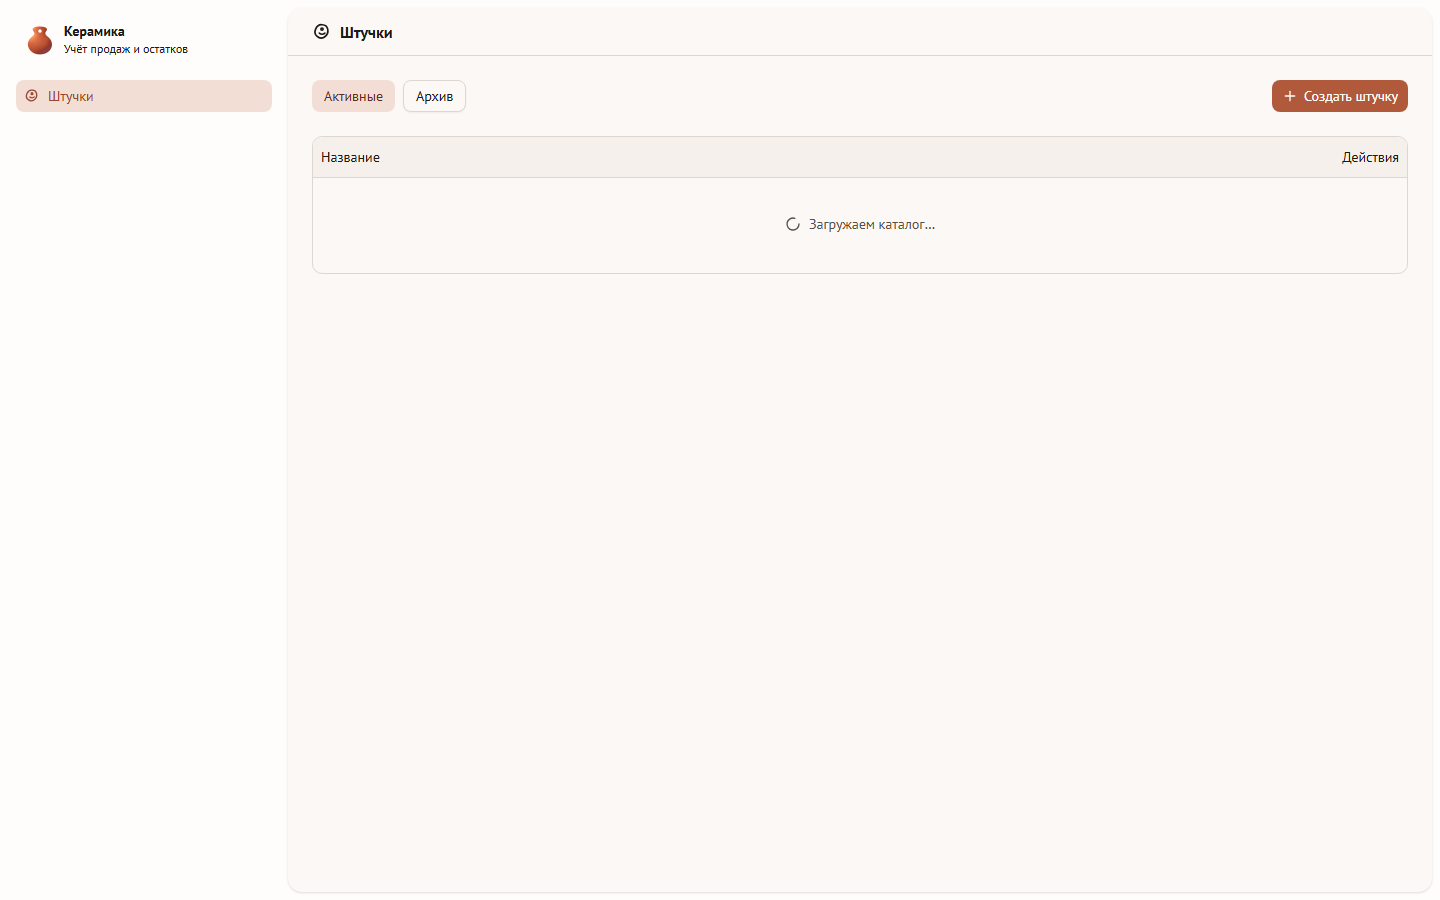 Керамика
Учёт продаж и остатков
Штучки
Штучки
Активные
Архив
Создать штучку
Название
Действия
Загружаем каталог...